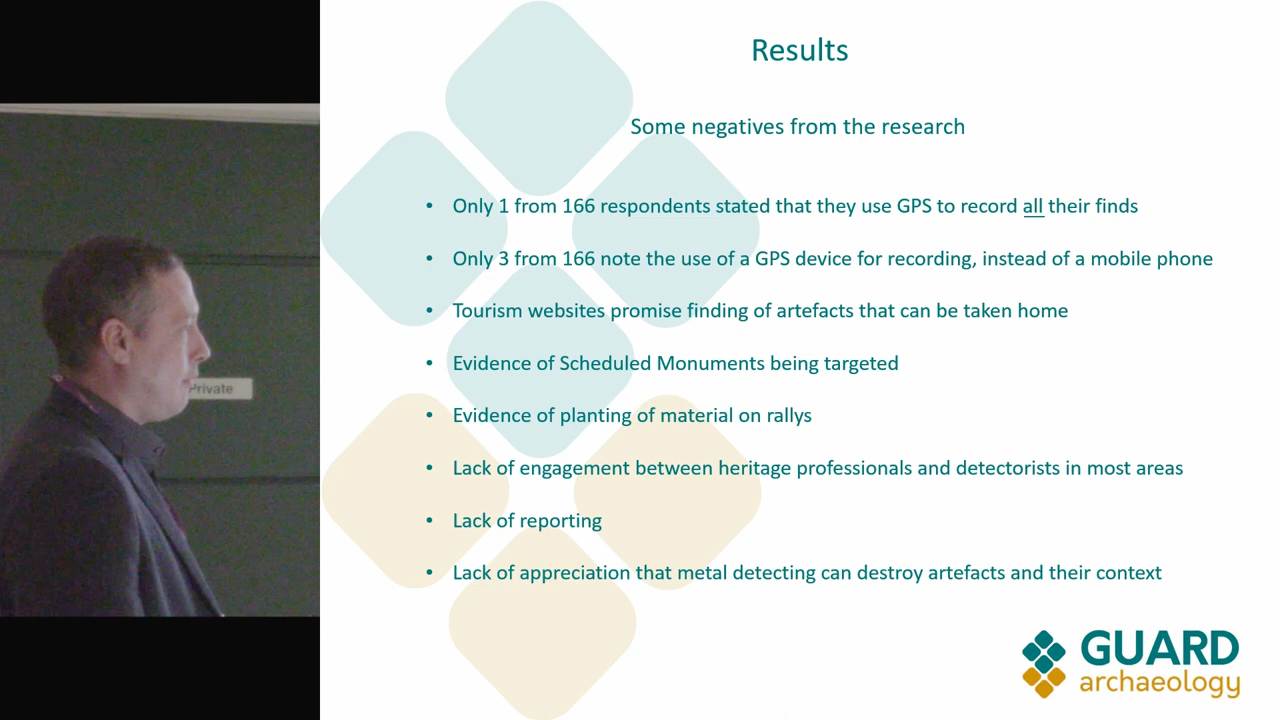 Results
Some negatives from the research
• Only 1 from 166 respondents stated that they use GPS to record all their finds
• Only 3 from 166 note the use of a GPS device for recording, instead of a mobile phone
• Tourism websites promise finding of artefacts that can be taken home
• Evidence of Scheduled Monuments being targeted
• Evidence of planting of material on rallys
• Lack of engagement between heritage professionals and detectorists in most areas
• Lack of reporting
• Lack of appreciation that metal detecting can destroy artefacts and their context
Private
GUARD
archaeology